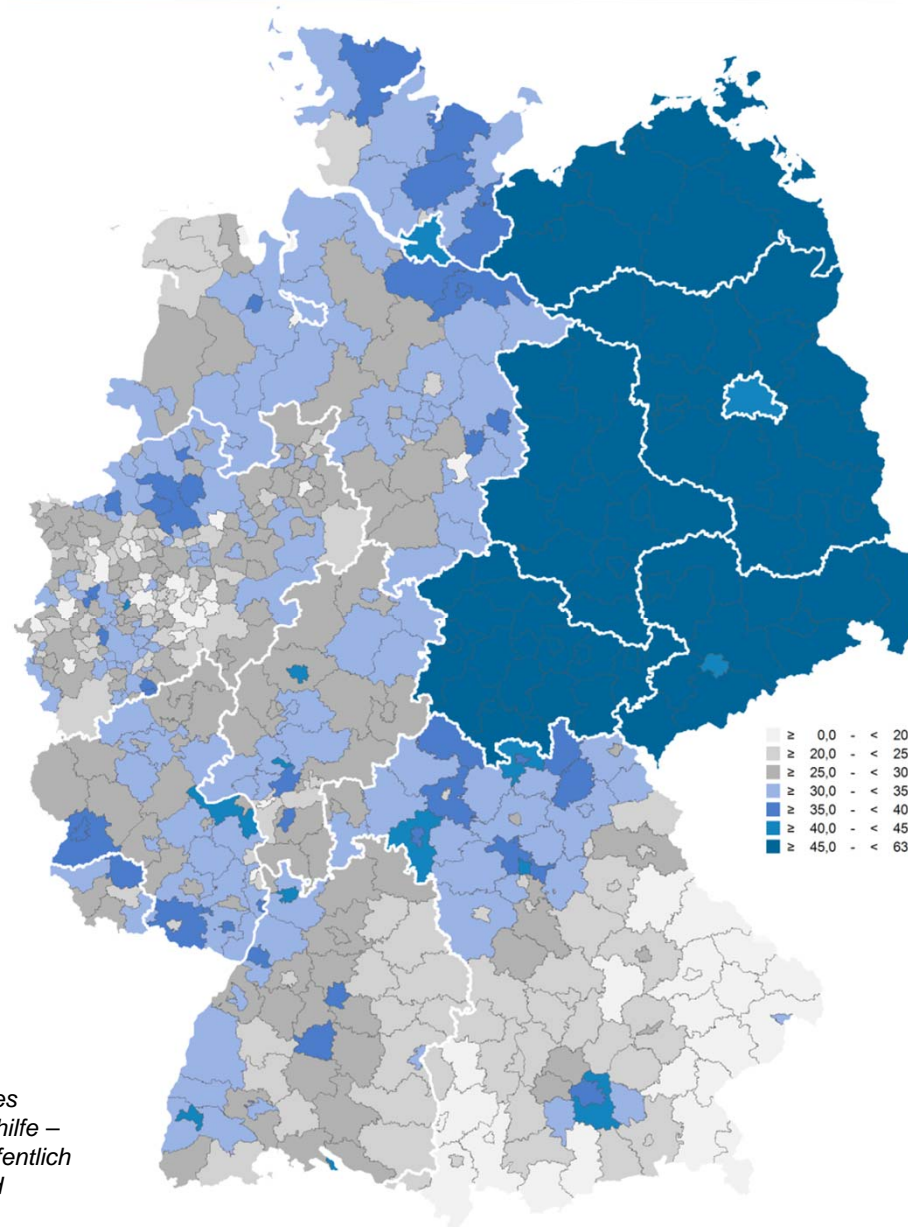 ≥ 0,0 - < 20
≥ 20,0 - < 25
≥ 25,0 - < 30
≥ 30,0 - < 35
≥ 35,0 - < 40
≥ 40,0 - < 45
≥ 45,0 - < 63
es
hilfe –
fentlich
d